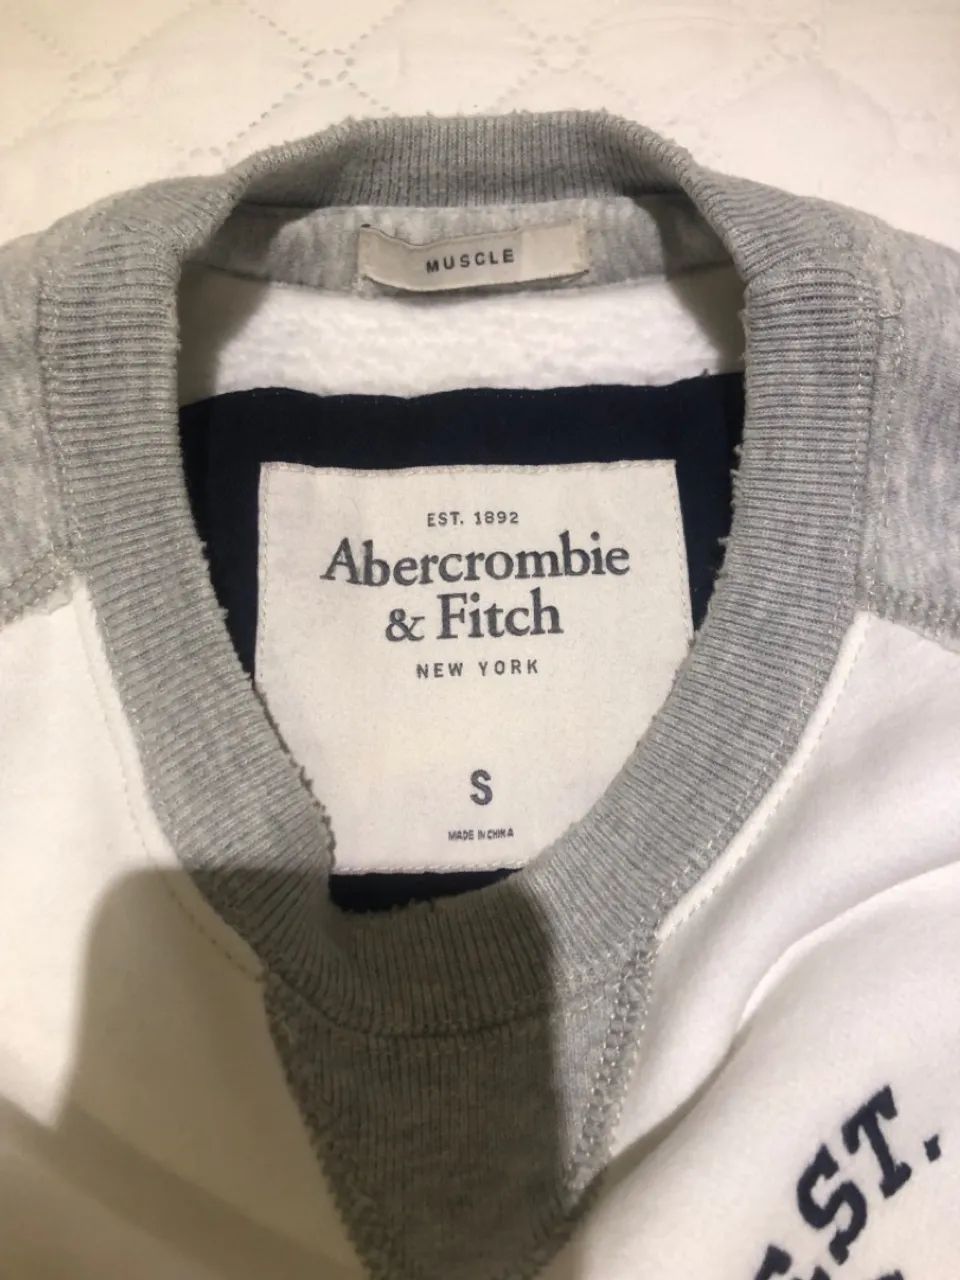 MUSCLE
EST. 1892
Abercrombie
& Fitch
NEW YORK
S
MADE IN CHINA
EST.